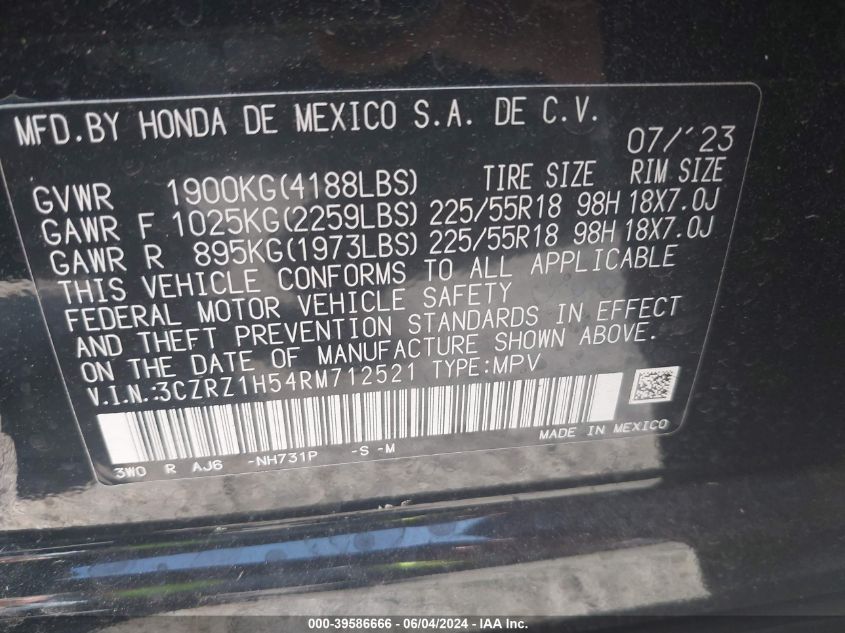 MFD.BY HONDA DE MEXICO S.A. DE C.V.
07/'23
GVWR 1900KG(4188LBS) TIRE SIZE RIM SIZE
GAWR F 1025KG(2259LBS) 225/55R18 98H 18X7.0J
GAWR R 895KG(1973LBS) 225/55R18 98H 18X7.0J
THIS VEHICLE CONFORMS TO ALL APPLICABLE
FEDERAL MOTOR VEHICLE SAFETY
AND THEFT PREVENTION STANDARDS IN EFFECT
ON THE DATE OF MANUFACTURE SHOWN ABOVE.
V.I.N.:3CZRZ1H54RM712521 TYPE:MPV
MADE IN MEXICO
3W0 R AJ6 -NH731P -S -M
000-39586666 - 06/04/2024 - IAA Inc.